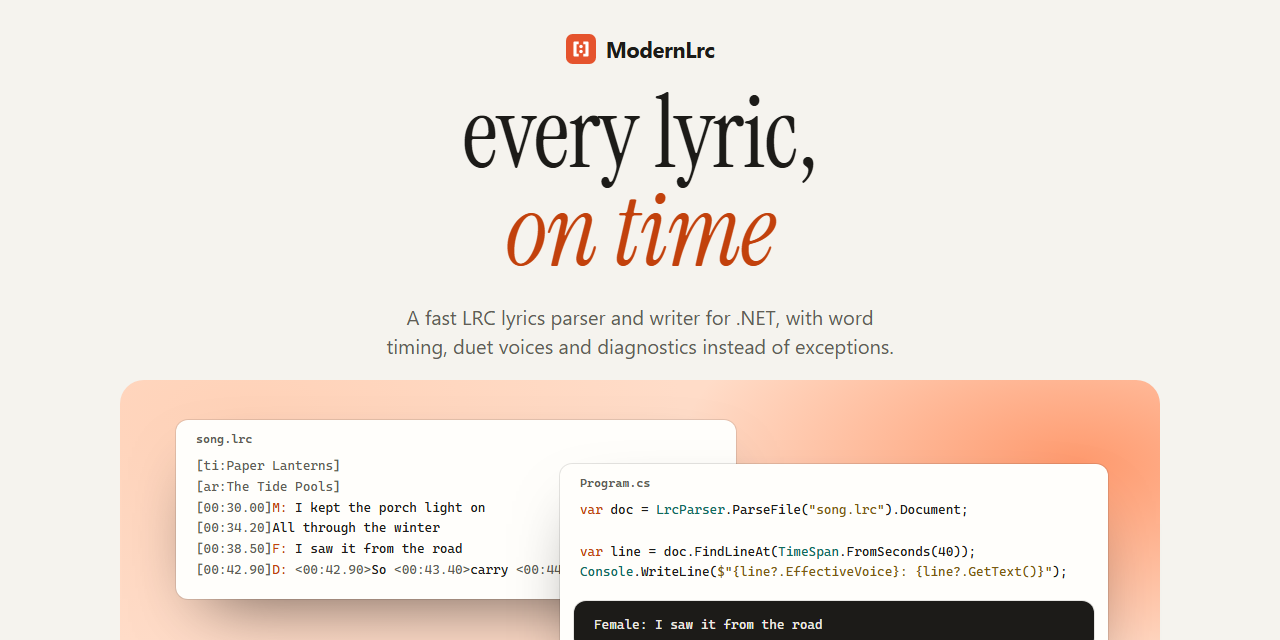 ModernLrc
every lyric,
on time
A fast LRC lyrics parser and writer for .NET, with word
timing, duet voices and diagnostics instead of exceptions.
song.lrc
[ti:Paper Lanterns]
[ar:The Tide Pools]
[00:30.00]M: I kept the porch light on
[00:34.20]All through the winter
[00:38.50]F: I saw it from the road
[00:42.90]D: <00:42.90>So <00:43.40>carry <00:44
Program.cs
var doc = LrcParser.ParseFile("song.lrc").Document;
var line = doc.FindLineAt(TimeSpan.FromSeconds(40));
Console.WriteLine($"{line?.EffectiveVoice}: {line?.GetText()}");
Female: I saw it from the road